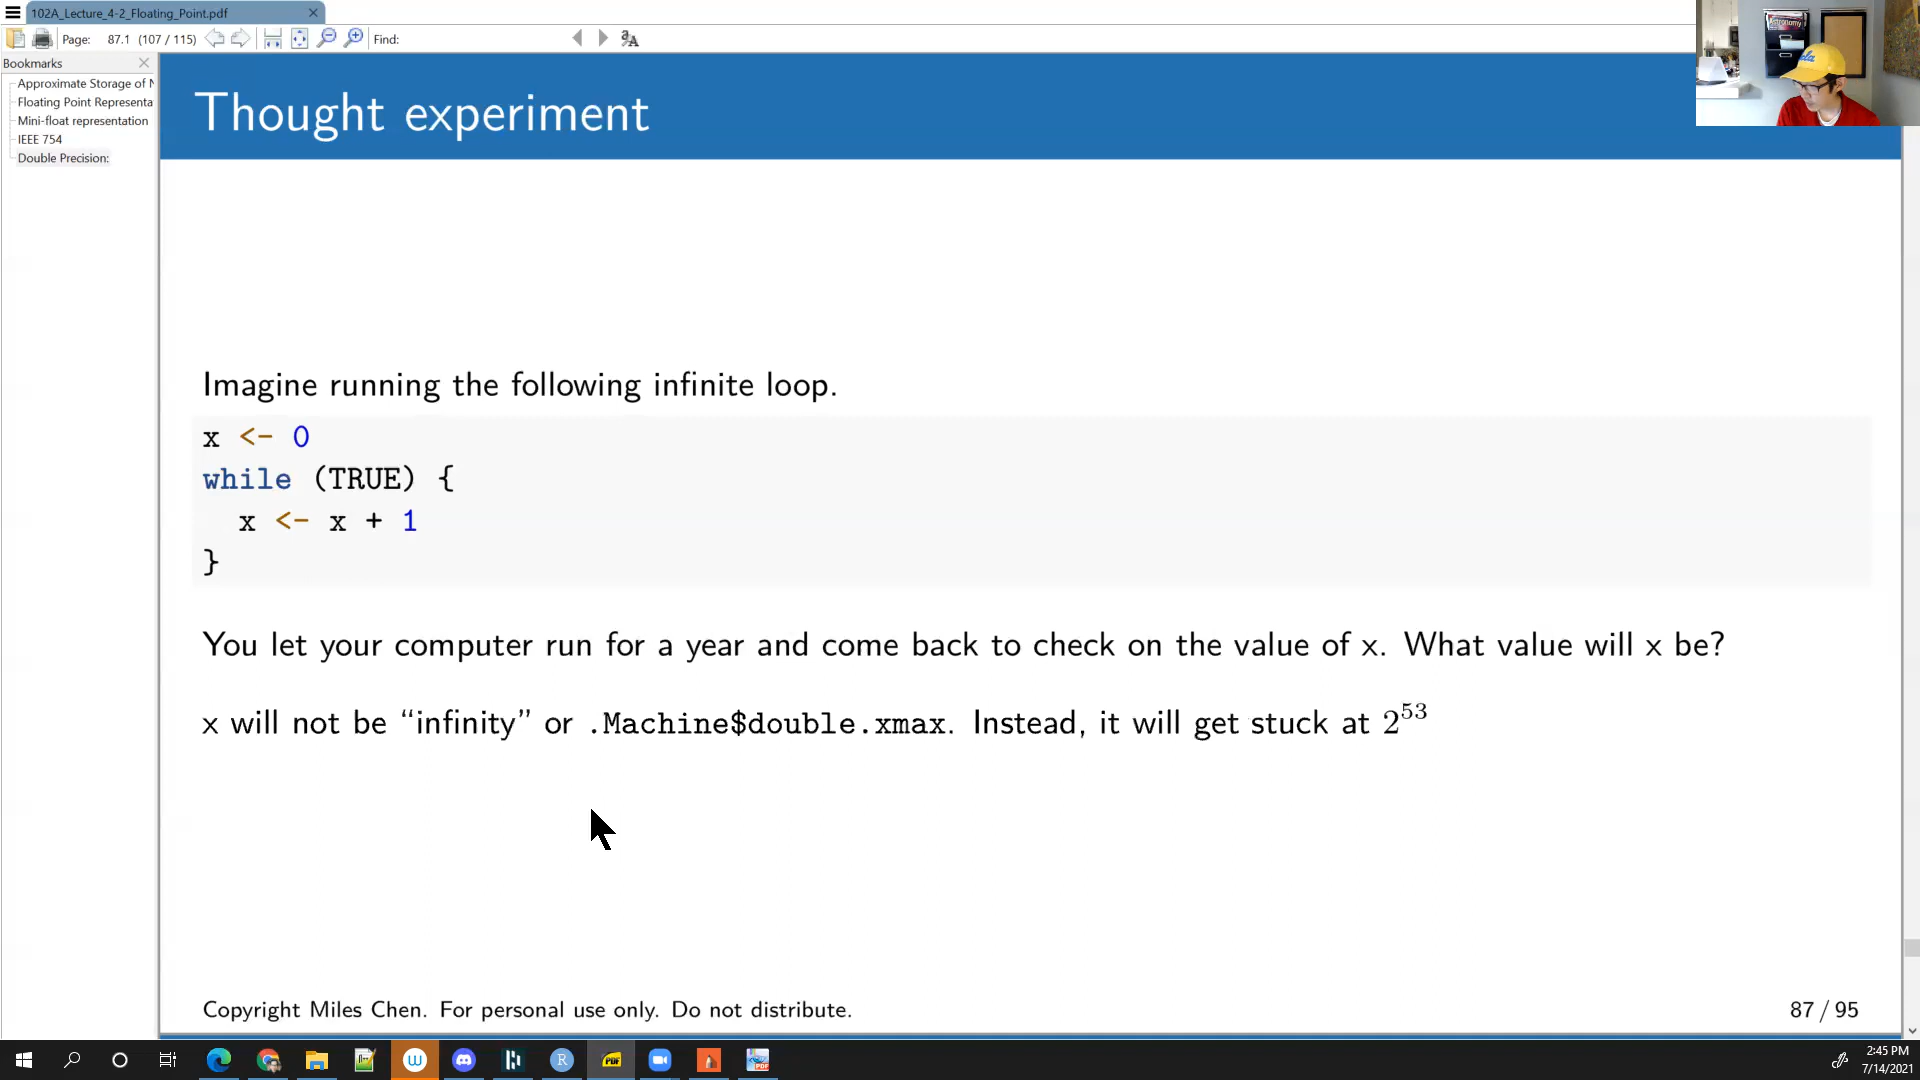 102A_Lecture_4-2_Floating_Point.pdf
Page: 87.1 (107 / 115) Find:
Bookmarks
Approximate Storage of N
Floating Point Representa
Mini-float representation
IEEE 754
Double Precision:
Thought experiment
Imagine running the following infinite loop.
x <- 0
while (TRUE) {
x <- x + 1
}
You let your computer run for a year and come back to check on the value of x. What value will x be?
x will not be “infinity” or .Machine$double.xmax. Instead, it will get stuck at 2⁵³
Copyright Miles Chen. For personal use only. Do not distribute.
87 / 95
2:45 PM
7/14/2021